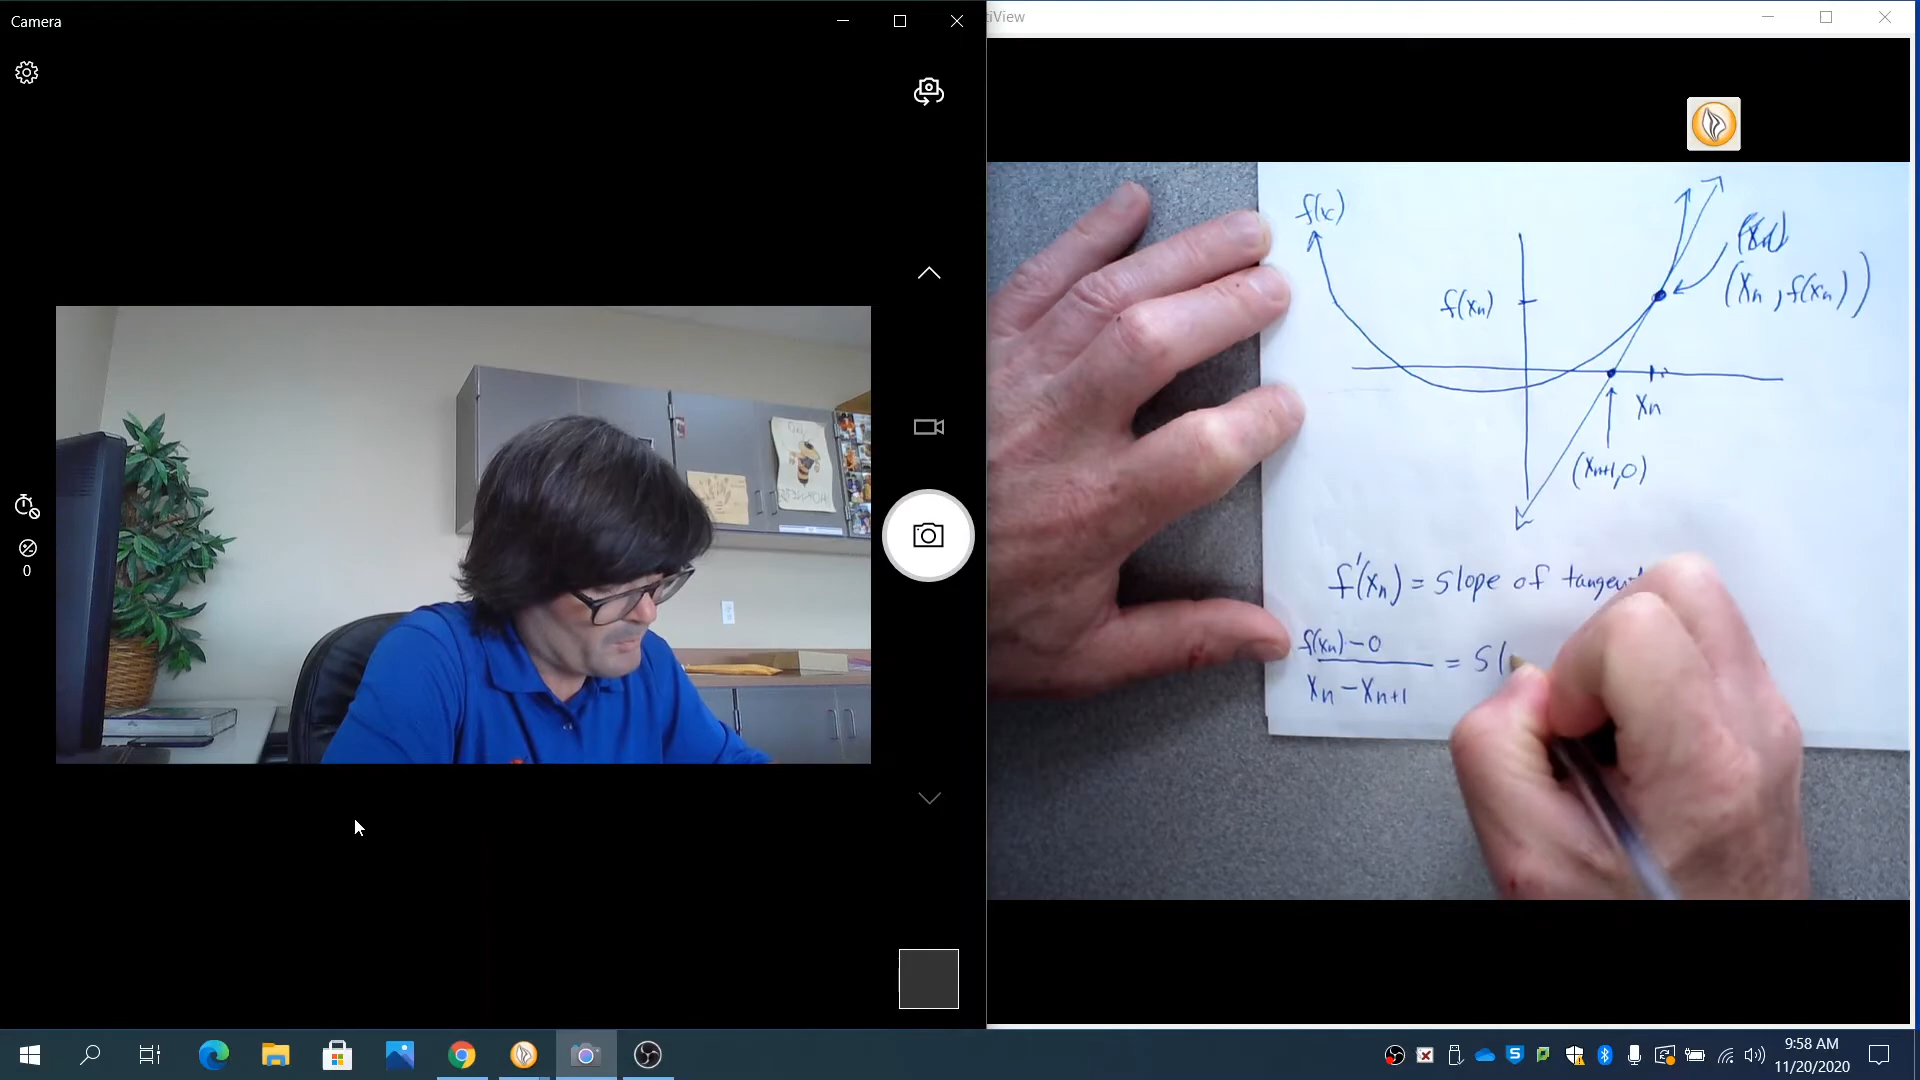 Camera
iView
0
f(x)
(xn, f(xn))
f(xn)
xn
(xn+1, 0)
f'(xn) = slope of tangent
f(xn) - 0
= sl
xn - xn+1
9:58 AM
11/20/2020